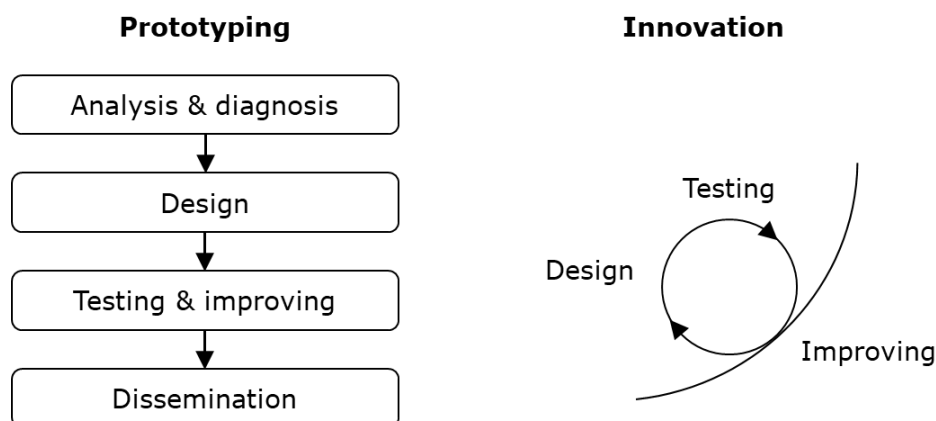 Prototyping
Analysis & diagnosis
Design
Testing & improving
Dissemination
Innovation
Testing
Design
Improving